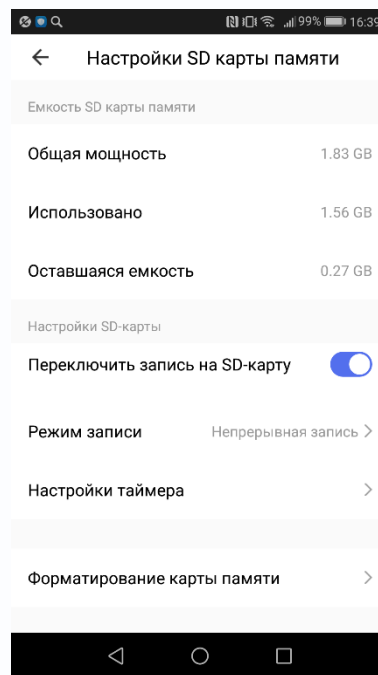 99% 16:39
Настройки SD карты памяти
Емкость SD карты памяти
Общая мощность 1.83 GB
Использовано 1.56 GB
Оставшаяся емкость 0.27 GB
Настройки SD-карты
Переключить запись на SD-карту
Режим записи Непрерывная запись
Настройки таймера
Форматирование карты памяти